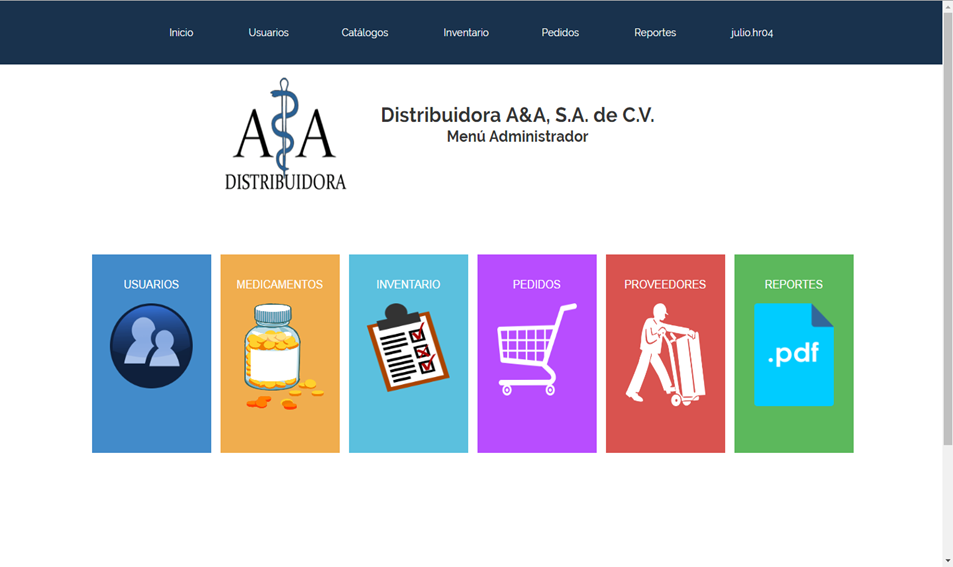 Inicio Usuarios Catálogos Inventario Pedidos Reportes julio.hr04
A A
DISTRIBUIDORA
Distribuidora A&A, S.A. de C.V.
Menú Administrador
USUARIOS MEDICAMENTOS INVENTARIO PEDIDOS PROVEEDORES REPORTES
.pdf